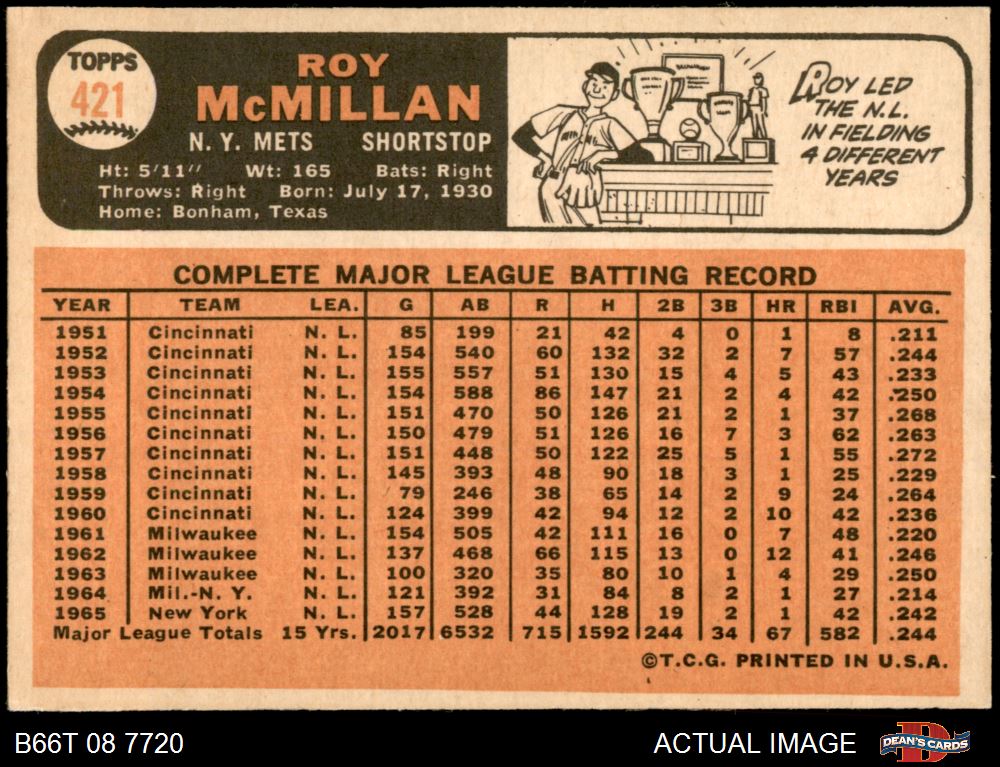 TOPPS
421
ROY
McMILLAN
N. Y. METS SHORTSTOP
Ht: 5'11" Wt: 165 Bats: Right
Throws: Right Born: July 17, 1930
Home: Bonham, Texas
ROY LED
THE N.L.
IN FIELDING
4 DIFFERENT
YEARS
COMPLETE MAJOR LEAGUE BATTING RECORD
YEAR TEAM LEA. G AB R H 2B 3B HR RBI AVG.
1951 Cincinnati N. L. 85 199 21 42 4 0 1 8 .211
1952 Cincinnati N. L. 154 540 60 132 32 2 7 57 .244
1953 Cincinnati N. L. 155 557 51 130 15 4 5 43 .233
1954 Cincinnati N. L. 154 588 86 147 21 2 4 42 .250
1955 Cincinnati N. L. 151 470 50 126 21 2 1 37 .268
1956 Cincinnati N. L. 150 479 51 126 16 7 3 62 .263
1957 Cincinnati N. L. 151 448 50 122 25 5 1 55 .272
1958 Cincinnati N. L. 145 393 48 90 18 3 1 25 .229
1959 Cincinnati N. L. 79 246 38 65 14 2 9 24 .264
1960 Cincinnati N. L. 124 399 42 94 12 2 10 42 .236
1961 Milwaukee N. L. 154 505 42 111 16 0 7 48 .220
1962 Milwaukee N. L. 137 468 66 115 13 0 12 41 .246
1963 Milwaukee N. L. 100 320 35 80 10 1 4 29 .250
1964 Mil.-N. Y. N. L. 121 392 31 84 8 2 1 27 .214
1965 New York N. L. 157 528 44 128 19 2 1 42 .242
Major League Totals 15 Yrs. 2017 6532 715 1592 244 34 67 582 .244
©T.C.G. PRINTED IN U.S.A.
B66T 08 7720 ACTUAL IMAGE DEAN'S CARDS